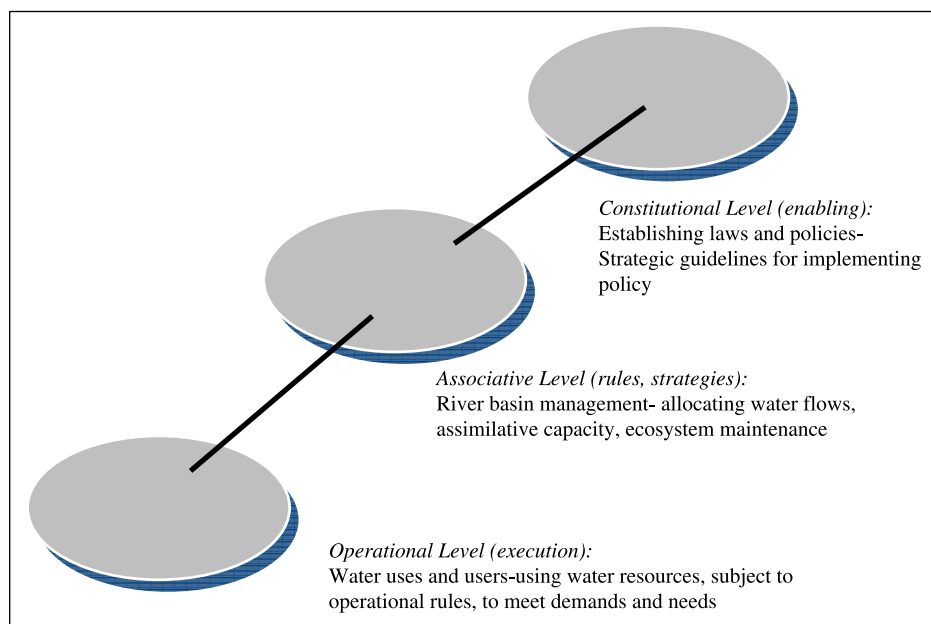 Constitutional Level (enabling):
Establishing laws and policies-
Strategic guidelines for implementing
policy
Associative Level (rules, strategies):
River basin management- allocating water flows,
assimilative capacity, ecosystem maintenance
Operational Level (execution):
Water uses and users-using water resources, subject to
operational rules, to meet demands and needs